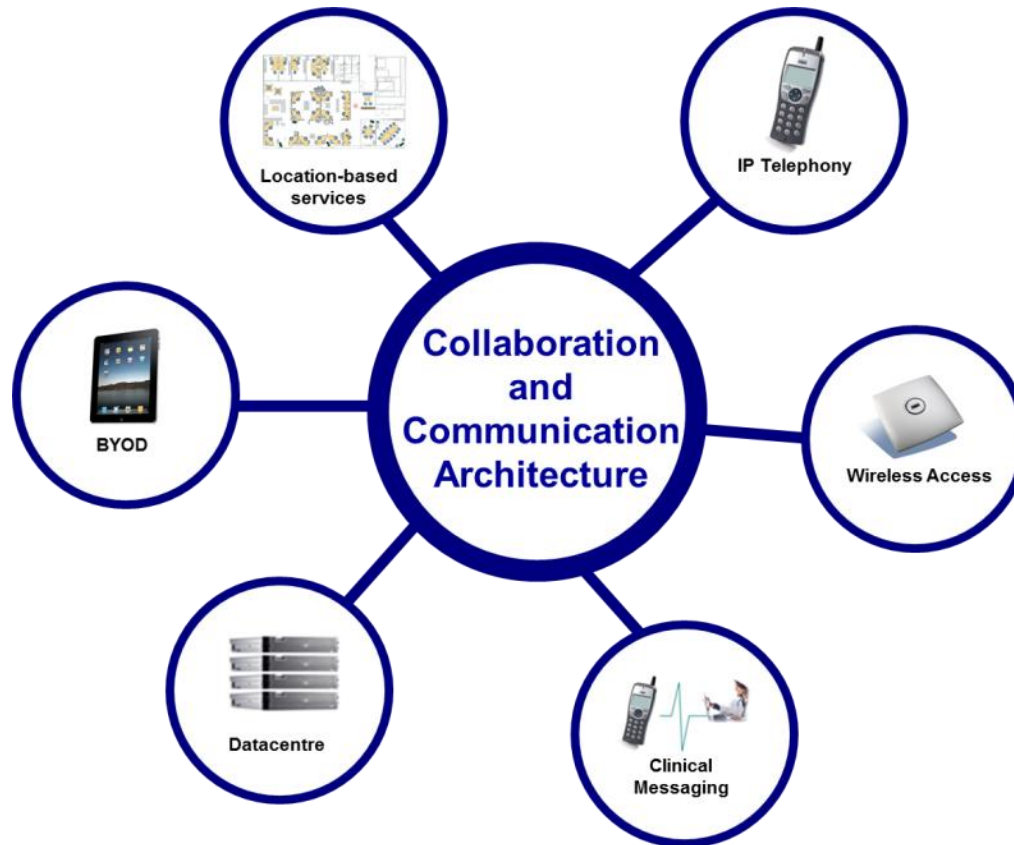 Location-based
services
IP Telephony
BYOD
Collaboration
and
Communication
Architecture
Wireless Access
Datacentre
Clinical
Messaging